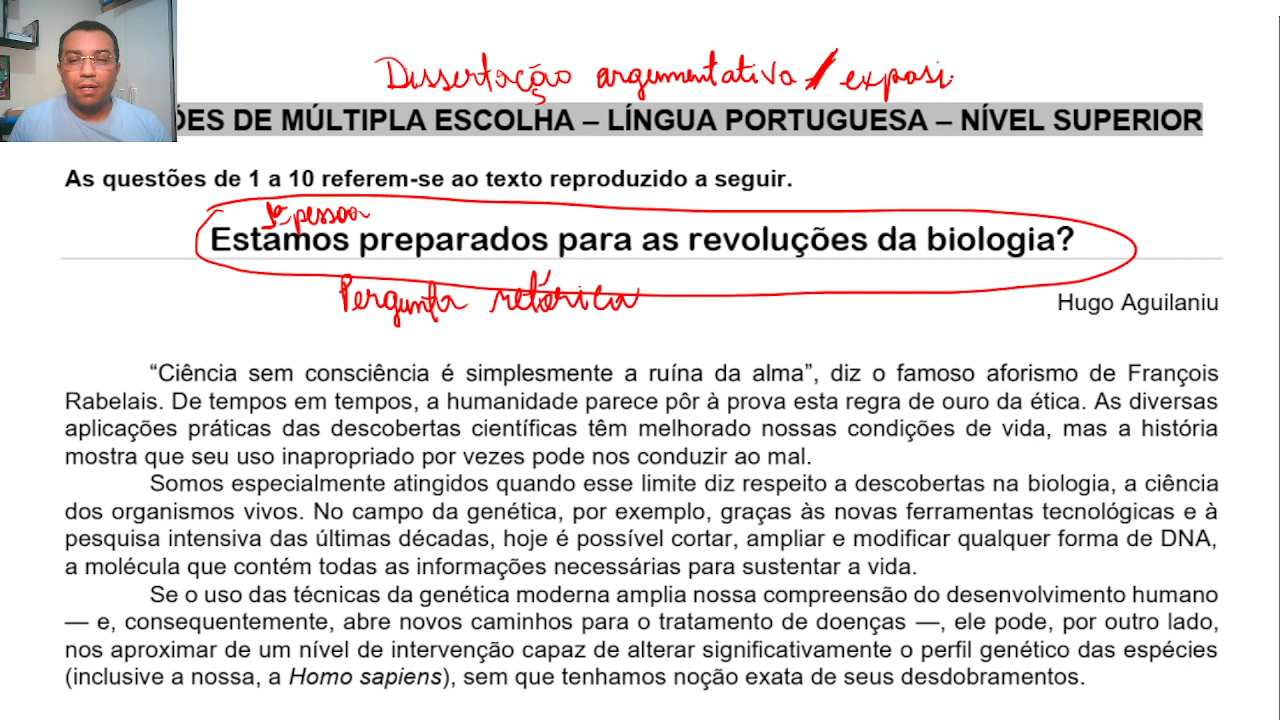 Dissertação argumentativa / exposi
ÕES DE MÚLTIPLA ESCOLHA – LÍNGUA PORTUGUESA – NÍVEL SUPERIOR
As questões de 1 a 10 referem-se ao texto reproduzido a seguir.
1ª pessoa
Estamos preparados para as revoluções da biologia?
Pergunta retórica
Hugo Aguilaniu
“Ciência sem consciência é simplesmente a ruína da alma”, diz o famoso aforismo de François
Rabelais. De tempos em tempos, a humanidade parece pôr à prova esta regra de ouro da ética. As diversas
aplicações práticas das descobertas científicas têm melhorado nossas condições de vida, mas a história
mostra que seu uso inapropriado por vezes pode nos conduzir ao mal.
Somos especialmente atingidos quando esse limite diz respeito a descobertas na biologia, a ciência
dos organismos vivos. No campo da genética, por exemplo, graças às novas ferramentas tecnológicas e à
pesquisa intensiva das últimas décadas, hoje é possível cortar, ampliar e modificar qualquer forma de DNA,
a molécula que contém todas as informações necessárias para sustentar a vida.
Se o uso das técnicas da genética moderna amplia nossa compreensão do desenvolvimento humano
— e, consequentemente, abre novos caminhos para o tratamento de doenças —, ele pode, por outro lado,
nos aproximar de um nível de intervenção capaz de alterar significativamente o perfil genético das espécies
(inclusive a nossa, a Homo sapiens), sem que tenhamos noção exata de seus desdobramentos.